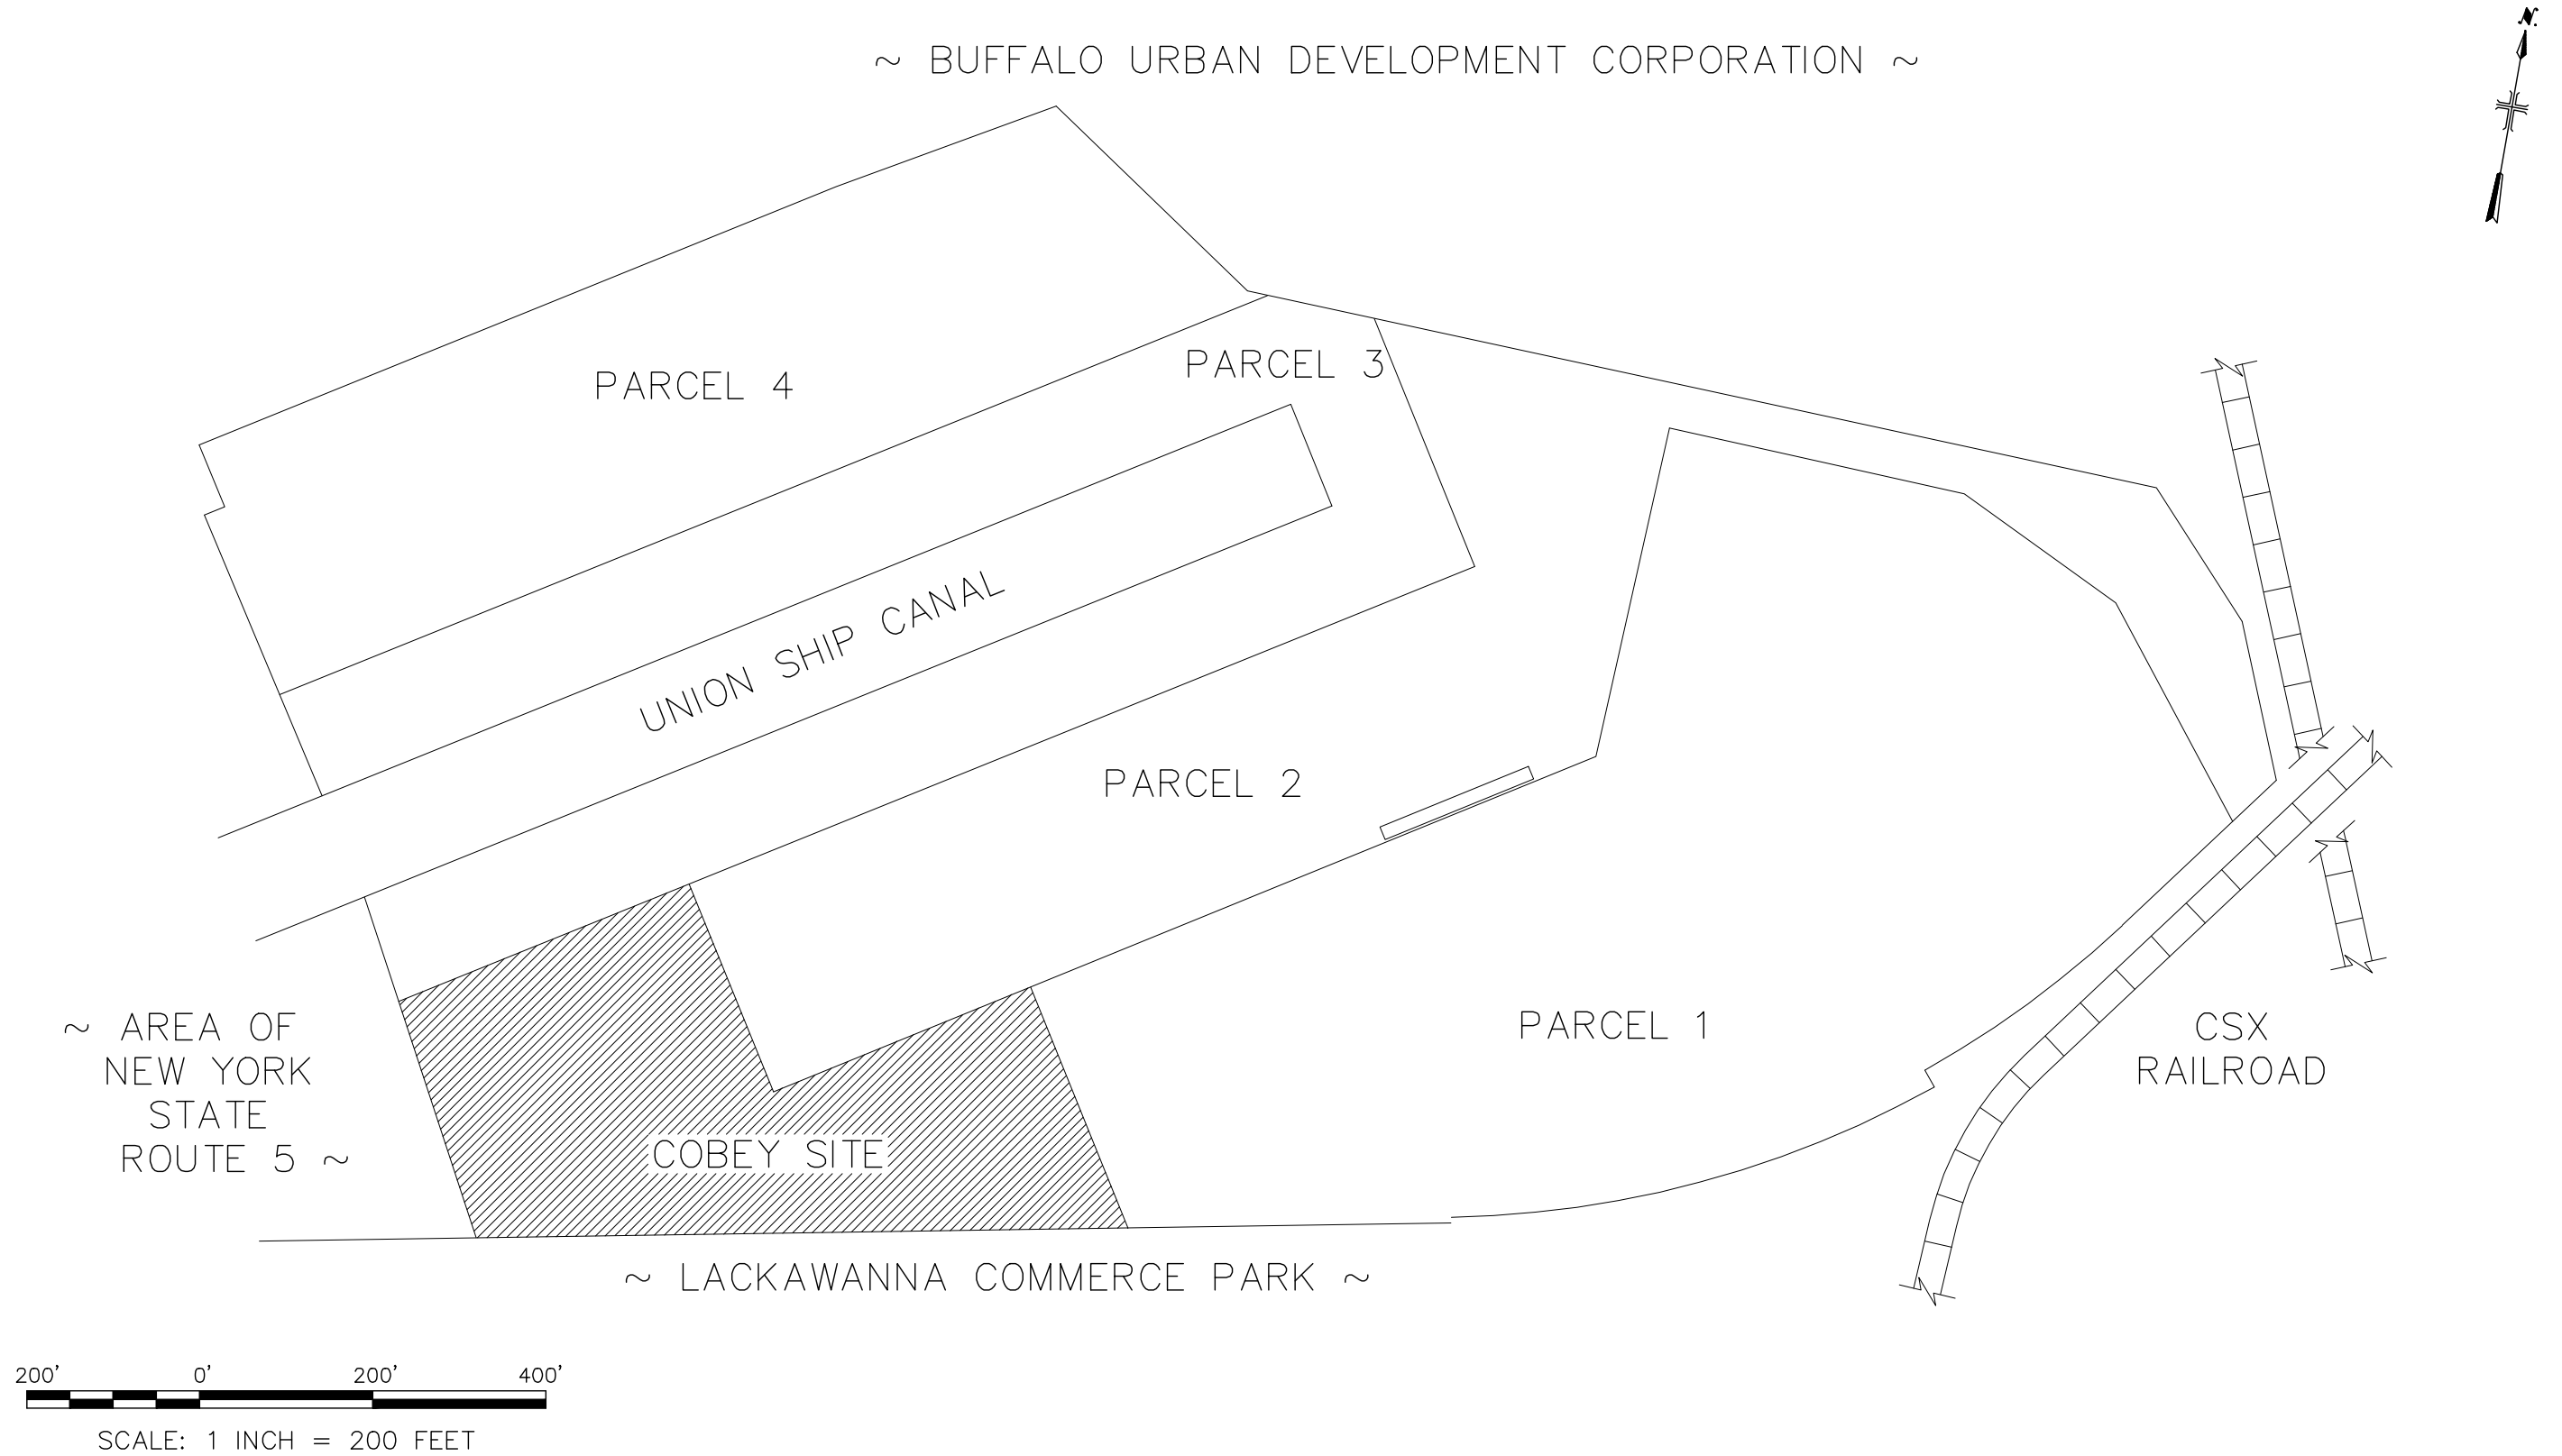 N.
~ BUFFALO URBAN DEVELOPMENT CORPORATION ~
PARCEL 3
PARCEL 4
UNION SHIP CANAL
PARCEL 2
PARCEL 1
~ AREA OF
NEW YORK
STATE
ROUTE 5 ~
CSX
RAILROAD
COBEY SITE
~ LACKAWANNA COMMERCE PARK ~
200' 0' 200' 400'
SCALE: 1 INCH = 200 FEET